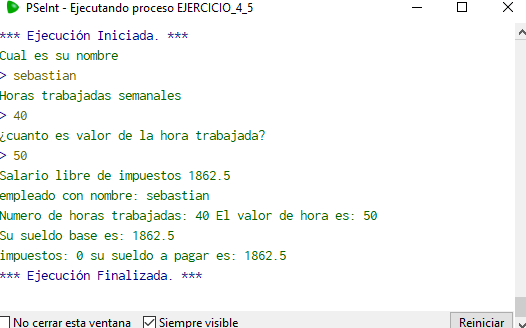 PSeInt - Ejecutando proceso EJERCICIO_4_5
*** Ejecución Iniciada. ***
Cual es su nombre
> sebastian
Horas trabajadas semanales
> 40
¿cuanto es valor de la hora trabajada?
> 50
Salario libre de impuestos 1862.5
empleado con nombre: sebastian
Numero de horas trabajadas: 40 El valor de hora es: 50
Su sueldo base es: 1862.5
impuestos: 0 su sueldo a pagar es: 1862.5
*** Ejecución Finalizada. ***
No cerrar esta ventana Siempre visible Reiniciar